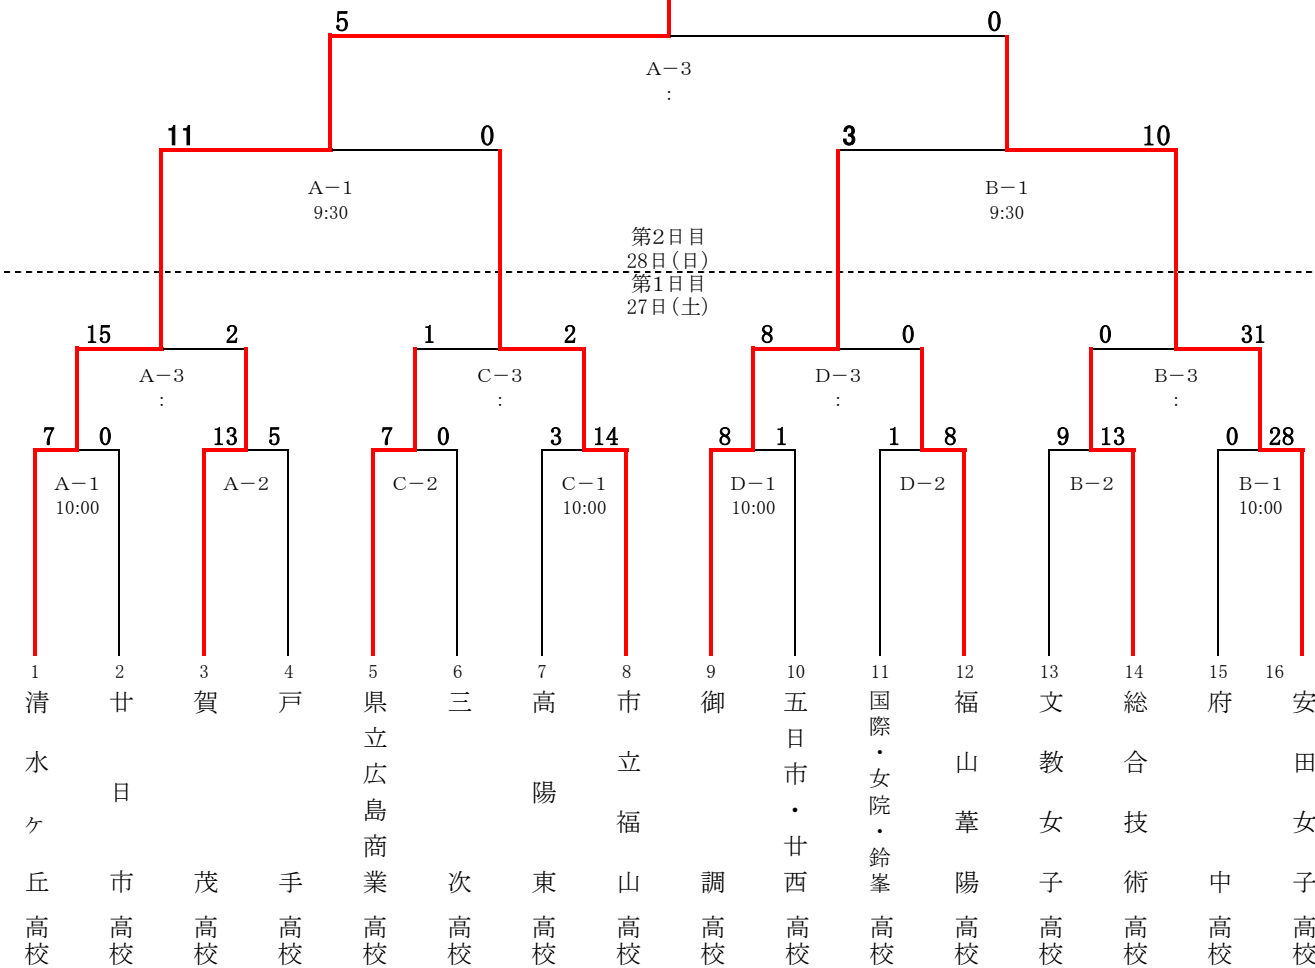 5 0
A－3
:
11 0 3 10
A－1 B－1
9:30 9:30
第2日目
28日(日)
第1日目
27日(土)
15 2 1 2 8 0 0 31
A－3 C－3 D－3 B－3
: : : :
7 0 13 5 7 0 3 14 8 1 1 8 9 13 0 28
A－1 A－2 C－2 C－1 D－1 D－2 B－2 B－1
10:00 10:00 10:00 10:00
1 2 3 4 5 6 7 8 9 10 11 12 13 14 15 16
清水ヶ丘高校
廿日市高校
賀茂高校
戸手高校
県立広島商業高校
三次高校
高陽東高校
市立福山高校
御調高校
五日市・廿西高校
国際・女院・鈴峯高校
福山葦陽高校
文教女子高校
総合技術高校
府中高校
安田女子高校